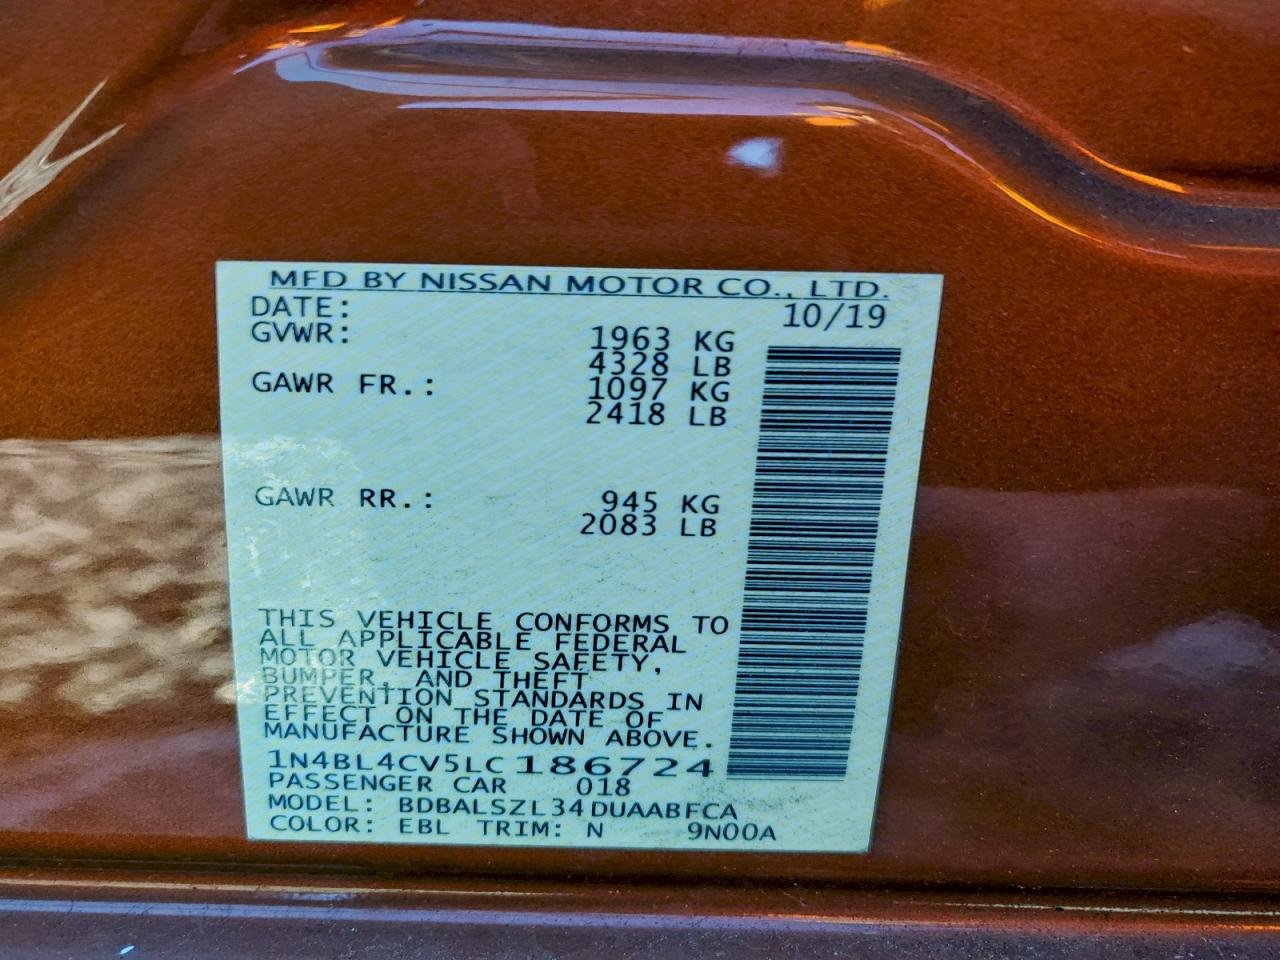 MFD BY NISSAN MOTOR CO., LTD.
DATE: 10/19
GVWR: 1963 KG
4328 LB
GAWR FR.: 1097 KG
2418 LB
GAWR RR.: 945 KG
2083 LB
THIS VEHICLE CONFORMS TO
ALL APPLICABLE FEDERAL
MOTOR VEHICLE SAFETY,
BUMPER, AND THEFT
PREVENTION STANDARDS IN
EFFECT ON THE DATE OF
MANUFACTURE SHOWN ABOVE.
1N4BL4CV5LC186724
PASSENGER CAR 018
MODEL: BDBALSZL34DUAABFCA
COLOR: EBL TRIM: N 9N00A